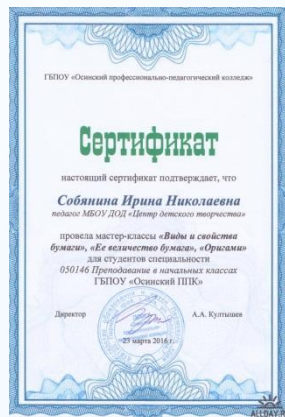 ГБПОУ «Осинский профессионально-педагогический колледж»
Сертификат
настоящий сертификат подтверждает, что
Собянина Ирина Николаевна
педагог МБОУ ДОД «Центр детского творчества»
провела мастер-классы «Виды и свойства
бумаги», «Ее величество бумага», «Оригами»
для студентов специальности
050146 Преподавание в начальных классах
ГБПОУ «Осинский ППК»
Директор А.А. Култышев
23 марта 2016 г.